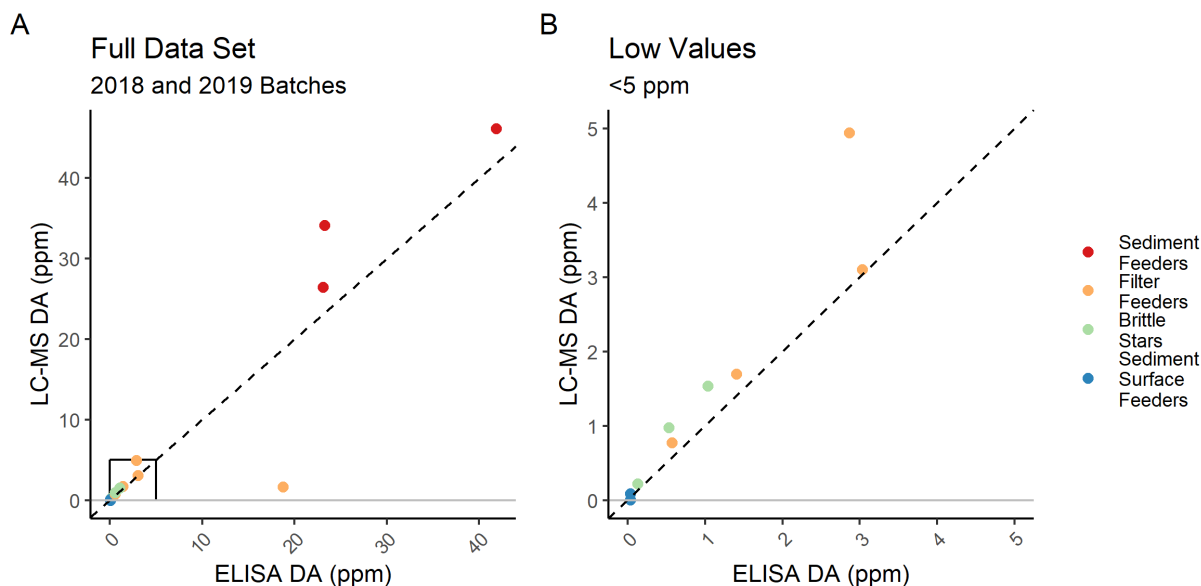 A
Full Data Set
2018 and 2019 Batches
LC-MS DA (ppm)
40
30
20
10
0
0
10
20
30
40
ELISA DA (ppm)
B
Low Values
<5 ppm
LC-MS DA (ppm)
5
4
3
2
1
0
0
1
2
3
4
5
ELISA DA (ppm)
Sediment
Feeders
Filter
Feeders
Brittle
Stars
Sediment
Surface
Feeders